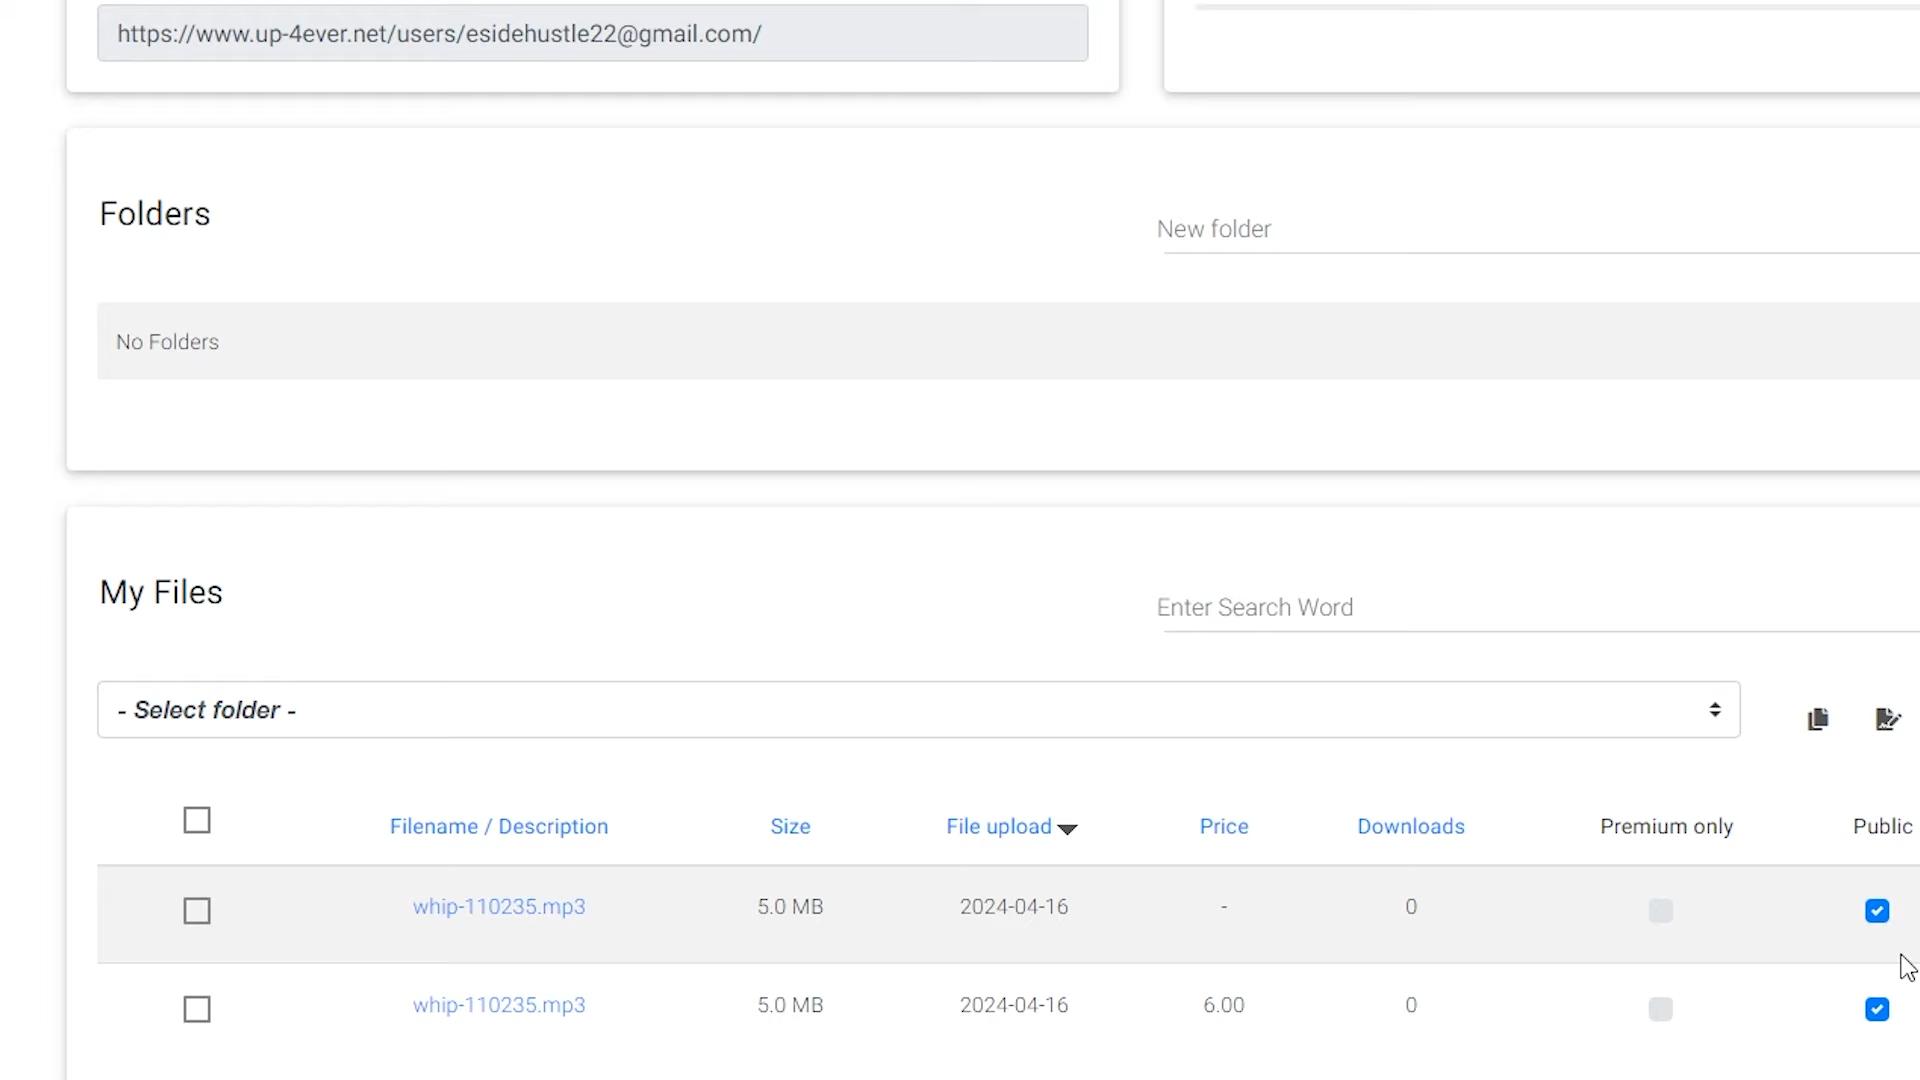 https://www.up-4ever.net/users/esidehustle22@gmail.com/
Folders
New folder
No Folders
My Files
Enter Search Word
- Select folder -
Filename / Description Size File upload Price Downloads Premium only Public
whip-110235.mp3 5.0 MB 2024-04-16 - 0
whip-110235.mp3 5.0 MB 2024-04-16 6.00 0